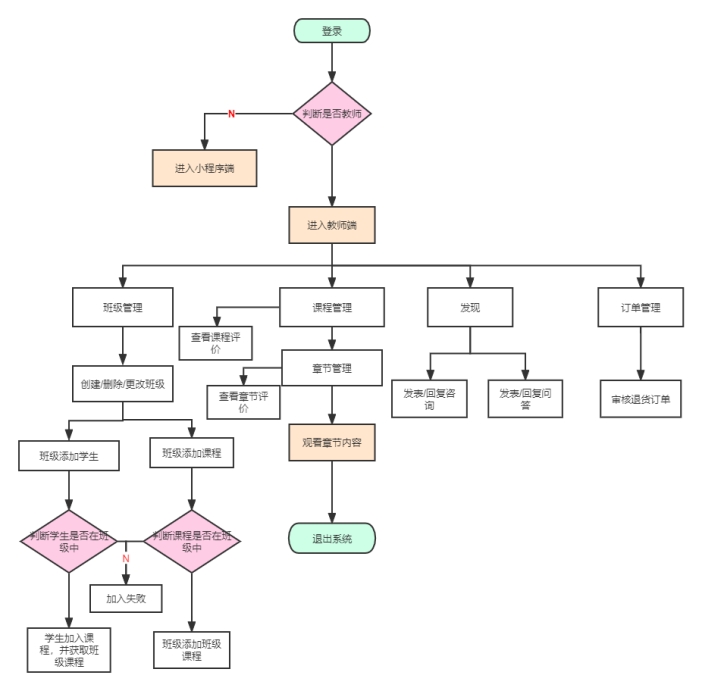 登录
判断是否教师
N
进入小程序端
进入教师端
班级管理
课程管理
发现
订单管理
查看课程评
价
章节管理
创建/删除/更改班级
查看章节评
价
发表/回复咨
询
发表/回复问
答
审核退货订单
观看章节内容
班级添加学生
班级添加课程
判断学生是否在班
级中
判断课程是否在班
级中
N
退出系统
加入失败
学生加入课
程，并获取班
级课程
班级添加班级
课程